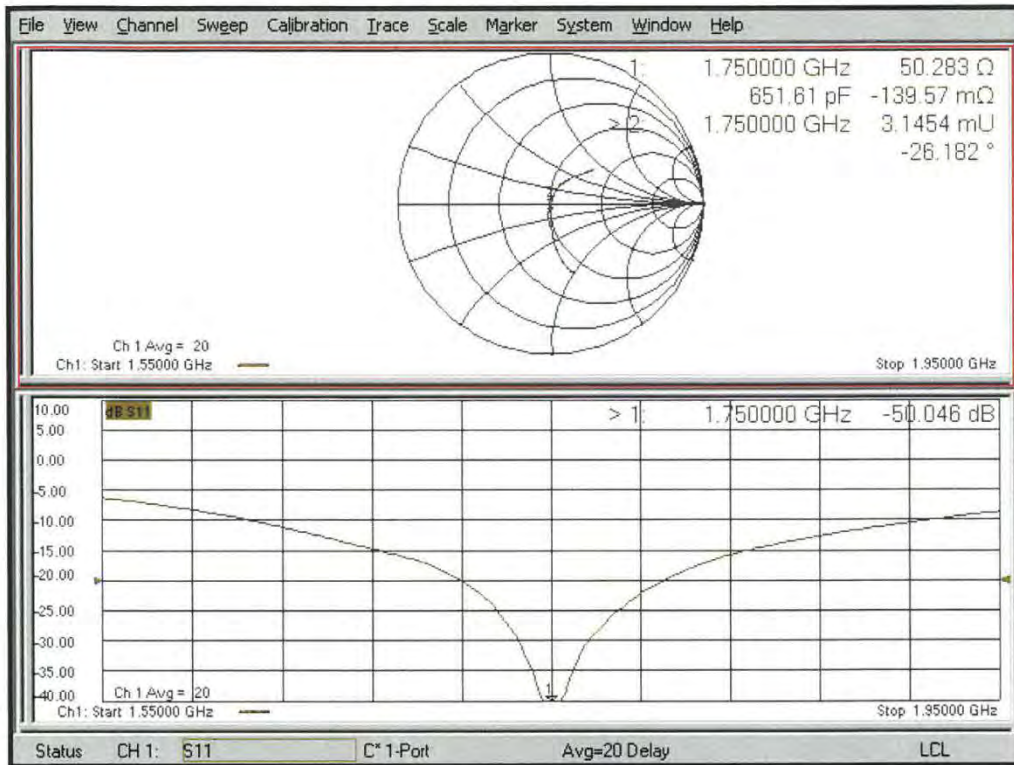 File View Channel Sweep Calibration Trace Scale Marker System Window Help
1: 1.750000 GHz 50.283 Ω
651.61 pF -139.57 mΩ
> 2: 1.750000 GHz 3.1454 mU
-26.182 °
Ch 1 Avg = 20
Ch1: Start 1.55000 GHz Stop 1.95000 GHz
10.00 dB S11 > 1: 1.750000 GHz -50.046 dB
5.00
0.00
-5.00
-10.00
-15.00
-20.00
-25.00
-30.00
-35.00
-40.00
1
Ch 1 Avg = 20
Ch1: Start 1.55000 GHz Stop 1.95000 GHz
Status CH 1: S11 C* 1-Port Avg=20 Delay LCL